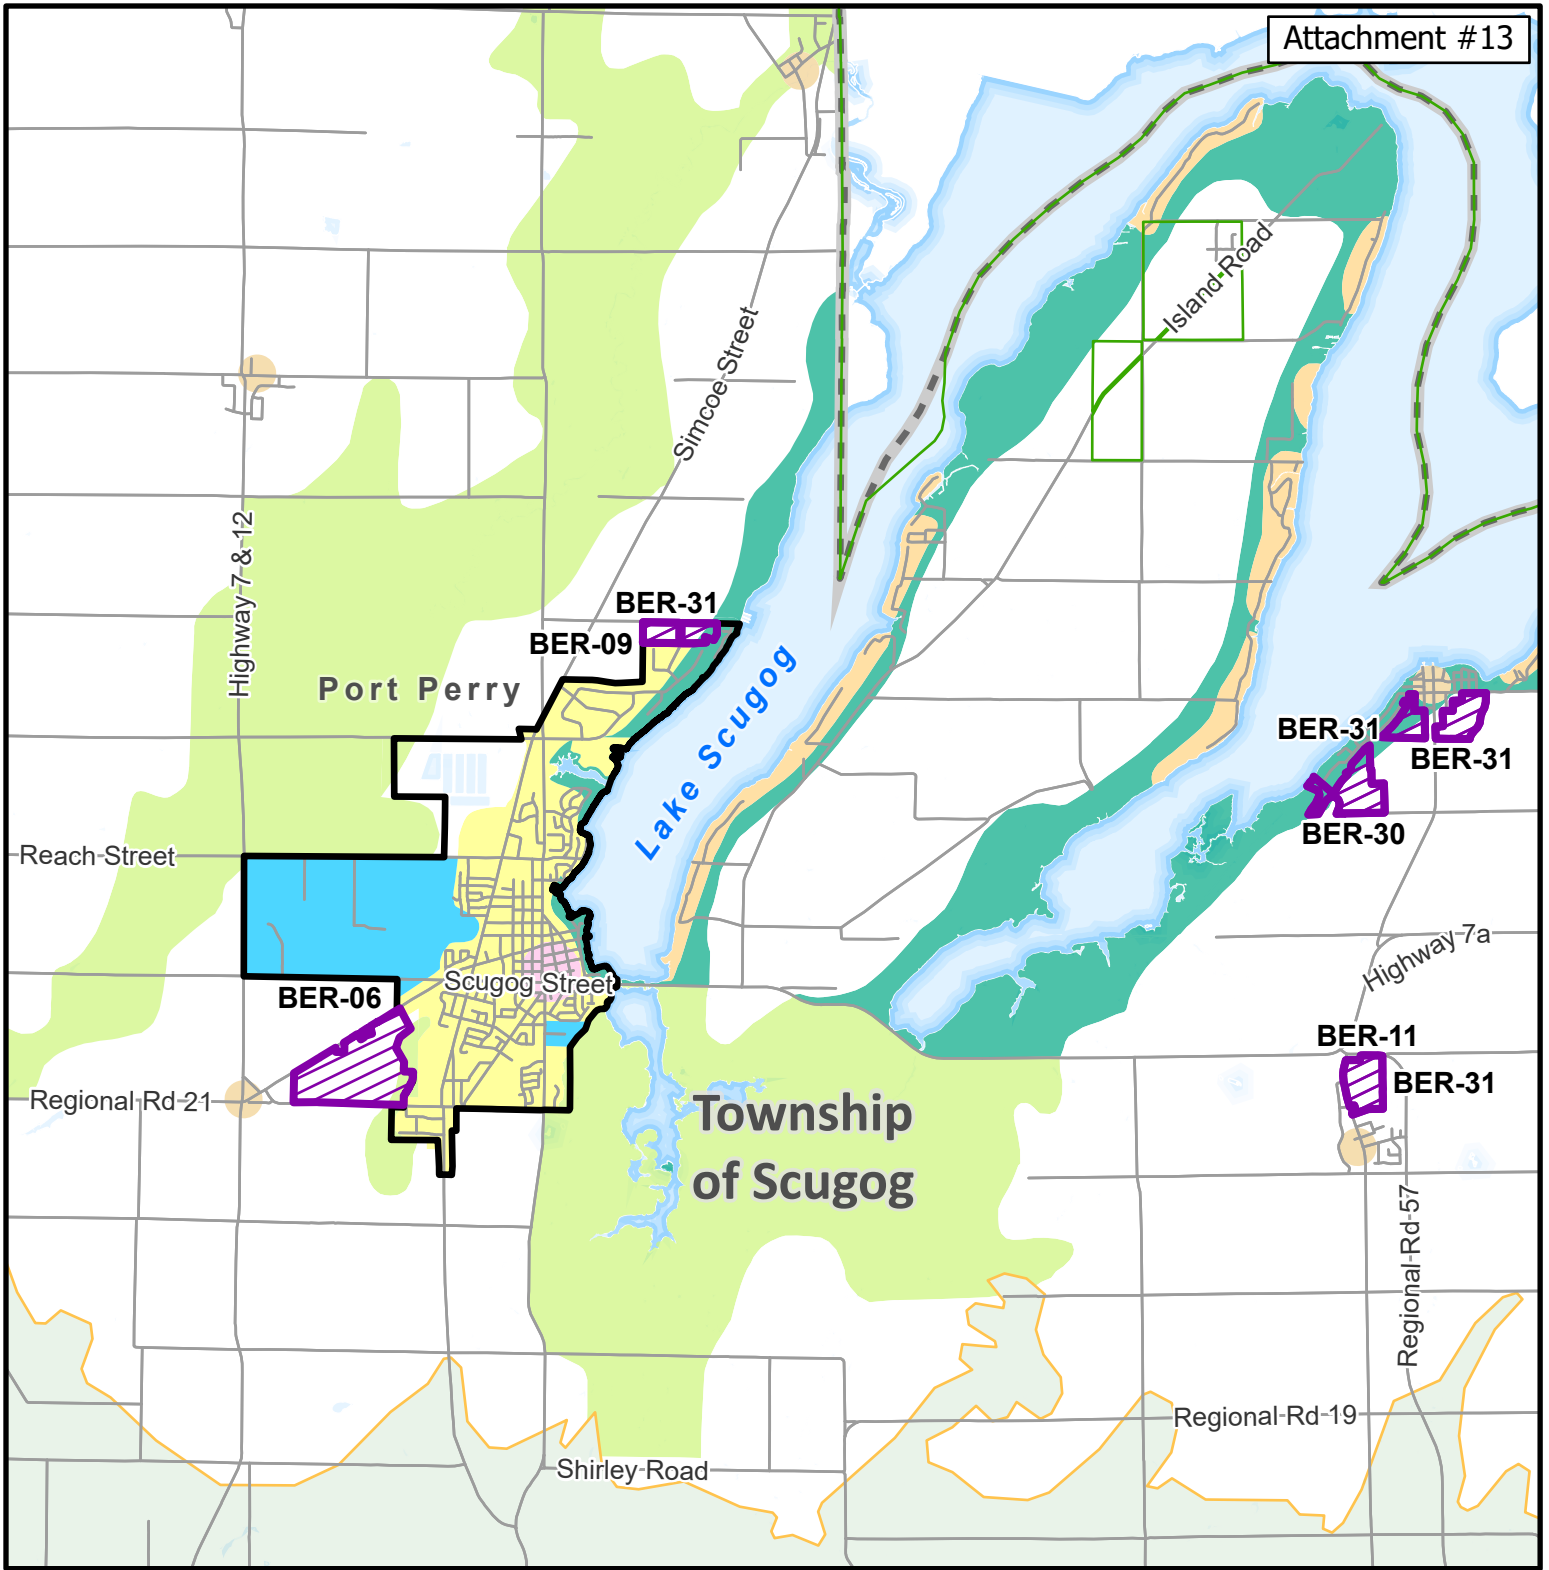 Attachment #13
Island Road
Simcoe Street
Highway 7 & 12
BER-31
BER-09
Port Perry
Lake Scugog
BER-31
BER-31
BER-30
Reach Street
Highway 7a
Scugog Street
BER-06
BER-11
BER-31
Regional Rd 21
Township
of Scugog
Regional Rd 57
Regional Rd 19
Shirley Road